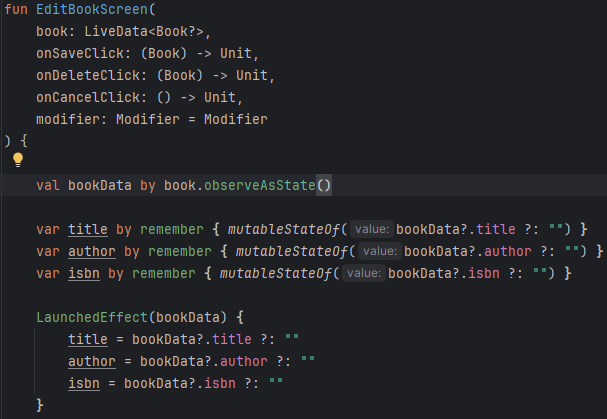 fun EditBookScreen(
    book: LiveData<Book?>,
    onSaveClick: (Book) -> Unit,
    onDeleteClick: (Book) -> Unit,
    onCancelClick: () -> Unit,
    modifier: Modifier = Modifier
) {
    val bookData by book.observeAsState()
    var title by remember { mutableStateOf( value: bookData?.title ?: "") }
    var author by remember { mutableStateOf( value: bookData?.author ?: "") }
    var isbn by remember { mutableStateOf( value: bookData?.isbn ?: "") }
    LaunchedEffect(bookData) {
        title = bookData?.title ?: ""
        author = bookData?.author ?: ""
        isbn = bookData?.isbn ?: ""
    }